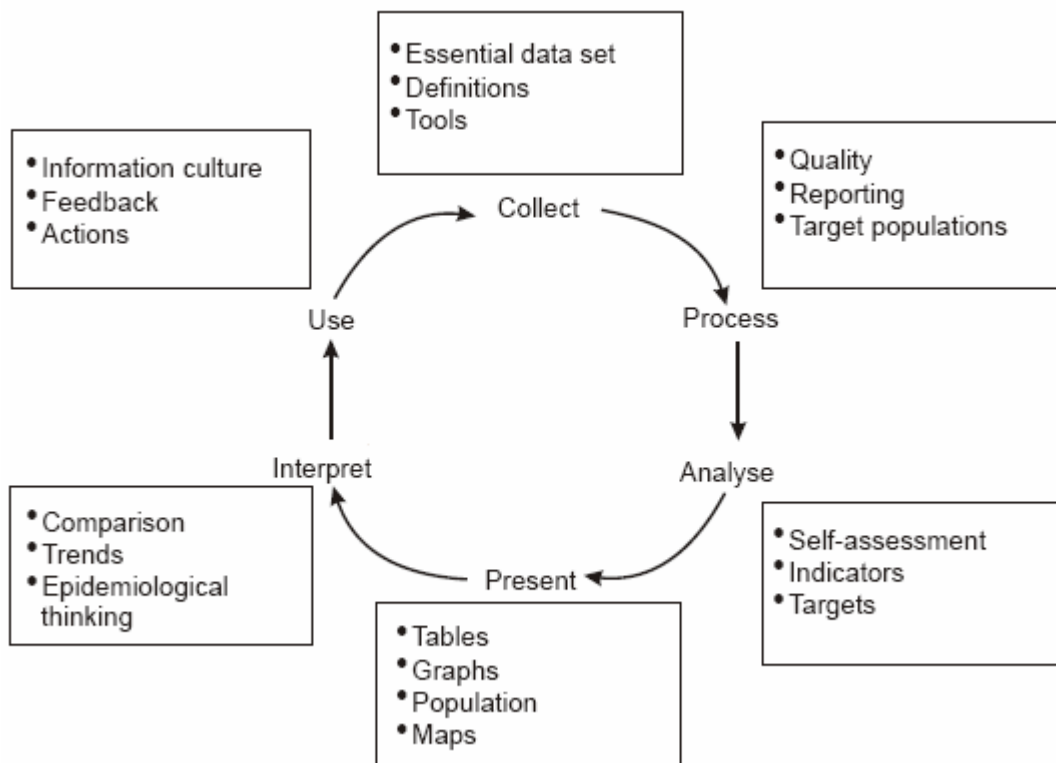 • Essential data set
• Definitions
• Tools
Collect
• Quality
• Reporting
• Target populations
Process
Analyse
• Self-assessment
• Indicators
• Targets
Present
• Tables
• Graphs
• Population
• Maps
Interpret
• Comparison
• Trends
• Epidemiological
thinking
Use
• Information culture
• Feedback
• Actions